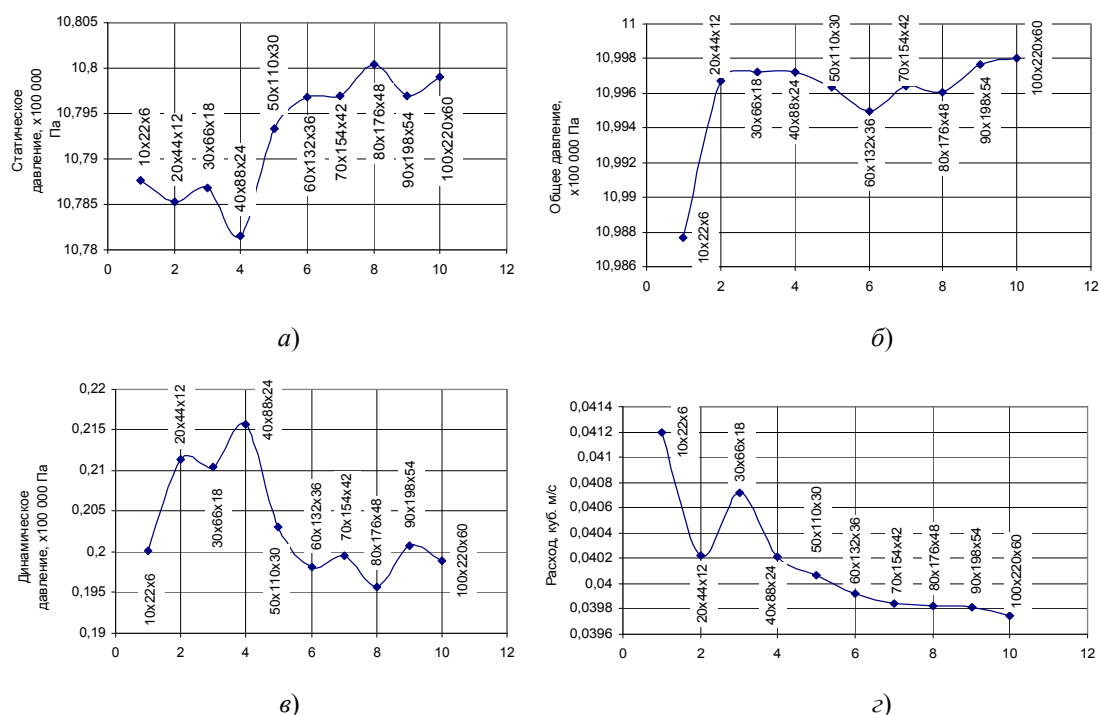 Статическое
давление, x100 000
Па
10,805
10,8
10,795
10,79
10,785
10,78
10x22x6
20x44x12
30x66x18
40x88x24
50x110x30
60x132x36
70x154x42
80x176x48
90x198x54
100x220x60
0 2 4 6 8 10 12
а)
Общее давление,
x100 000 Па
11
10,998
10,996
10,994
10,992
10,99
10,988
10,986
10x22x6
20x44x12
30x66x18
40x88x24
50x110x30
60x132x36
70x154x42
80x176x48
90x198x54
100x220x60
0 2 4 6 8 10 12
б)
Динамическое
давление, x100 000 Па
0,22
0,215
0,21
0,205
0,2
0,195
0,19
10x22x6
20x44x12
30x66x18
40x88x24
50x110x30
60x132x36
70x154x42
80x176x48
90x198x54
100x220x60
0 2 4 6 8 10 12
в)
Расход, куб. м/с
0,0414
0,0412
0,041
0,0408
0,0406
0,0404
0,0402
0,04
0,0398
0,0396
10x22x6
20x44x12
30x66x18
40x88x24
50x110x30
60x132x36
70x154x42
80x176x48
90x198x54
100x220x60
0 2 4 6 8 10 12
г)